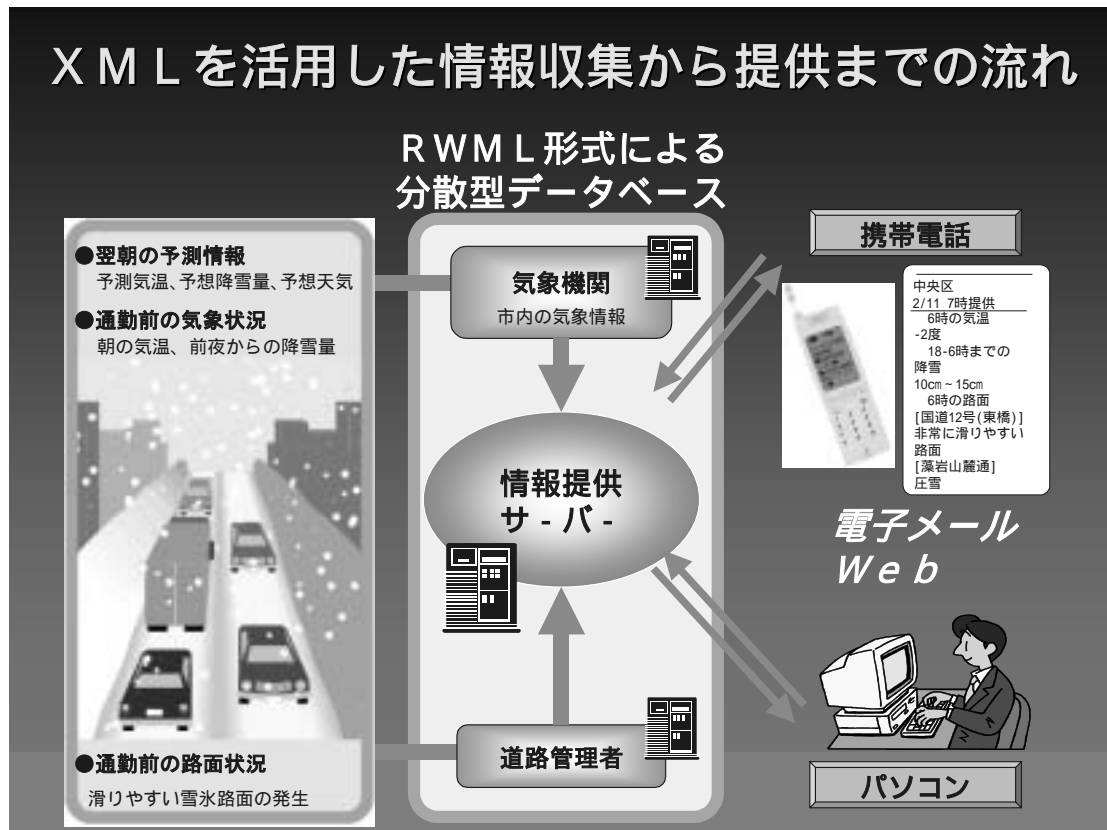 ＸＭＬを活用した情報収集から提供までの流れ
ＲＷＭＬ形式による
分散型データベース
●翌朝の予測情報
予測気温、予想降雪量、予想天気
●通勤前の気象状況
朝の気温、前夜からの降雪量
●通勤前の路面状況
滑りやすい雪氷路面の発生
気象機関
市内の気象情報
情報提供
サ-バ-
道路管理者
携帯電話
中央区
2/11 7時提供
6時の気温
-2度
18-6時までの
降雪
10cm～15cm
6時の路面
[国道12号(東橋)]
非常に滑りやすい
路面
[藻岩山麓通]
圧雪
電子メール
Ｗｅｂ
パソコン